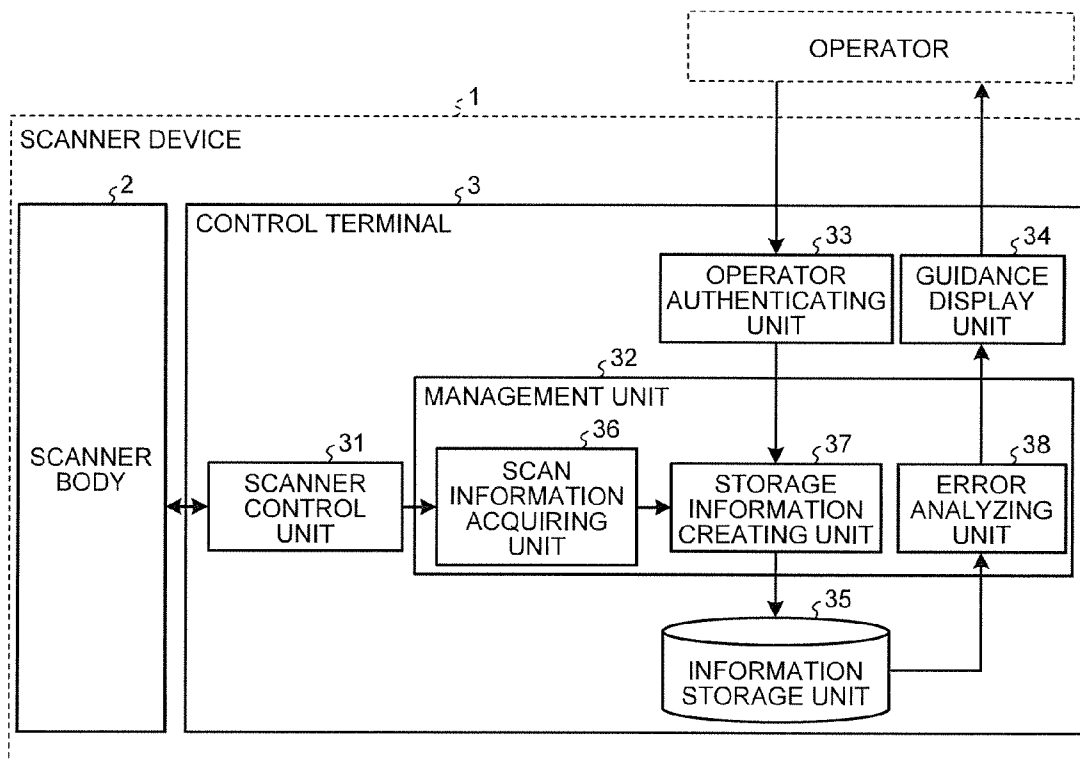 OPERATOR
1
SCANNER DEVICE
2
3
CONTROL TERMINAL
33
34
OPERATOR
AUTHENTICATING
UNIT
GUIDANCE
DISPLAY
UNIT
32
MANAGEMENT UNIT
SCANNER
BODY
31
36
37
38
SCANNER
CONTROL
UNIT
SCAN
INFORMATION
ACQUIRING
UNIT
STORAGE
INFORMATION
CREATING UNIT
ERROR
ANALYZING
UNIT
35
INFORMATION
STORAGE UNIT